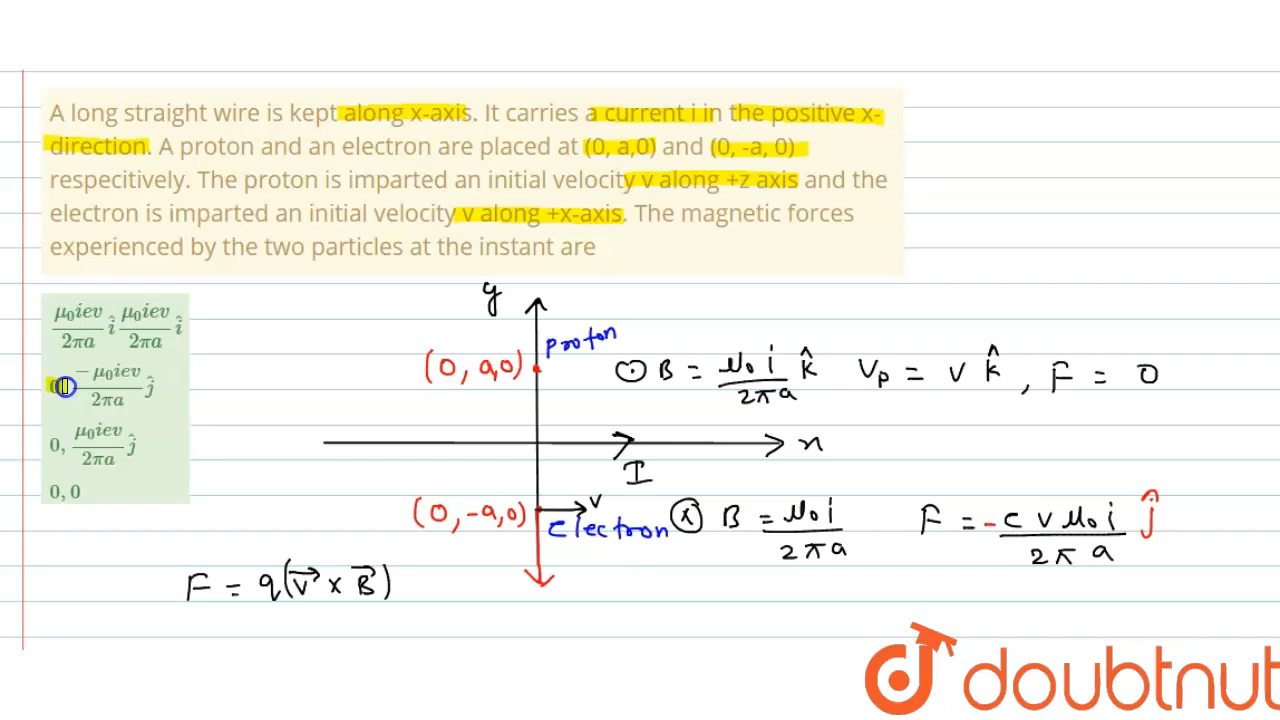 A long straight wire is kept along x-axis. It carries a current i in the positive x-
direction. A proton and an electron are placed at (0, a,0) and (0, -a, 0)
respecitively. The proton is imparted an initial velocity v along +z axis and the
electron is imparted an initial velocity v along +x-axis. The magnetic forces
experienced by the two particles at the instant are
μ₀iev/2πa î μ₀iev/2πa î
0, -μ₀iev/2πa ĵ
0, μ₀iev/2πa ĵ
0, 0
y
Proton
(0, a,0)
⊙ B = μ₀ i/2πa k̂ Vp = v k̂, F = 0
x
I
(0, -a,0)
v
electron
ⓧ B = μ₀ i/2πa
F = -e v μ₀ i/2π a ĵ
F = q(v⃗ × B⃗)
doubtnut